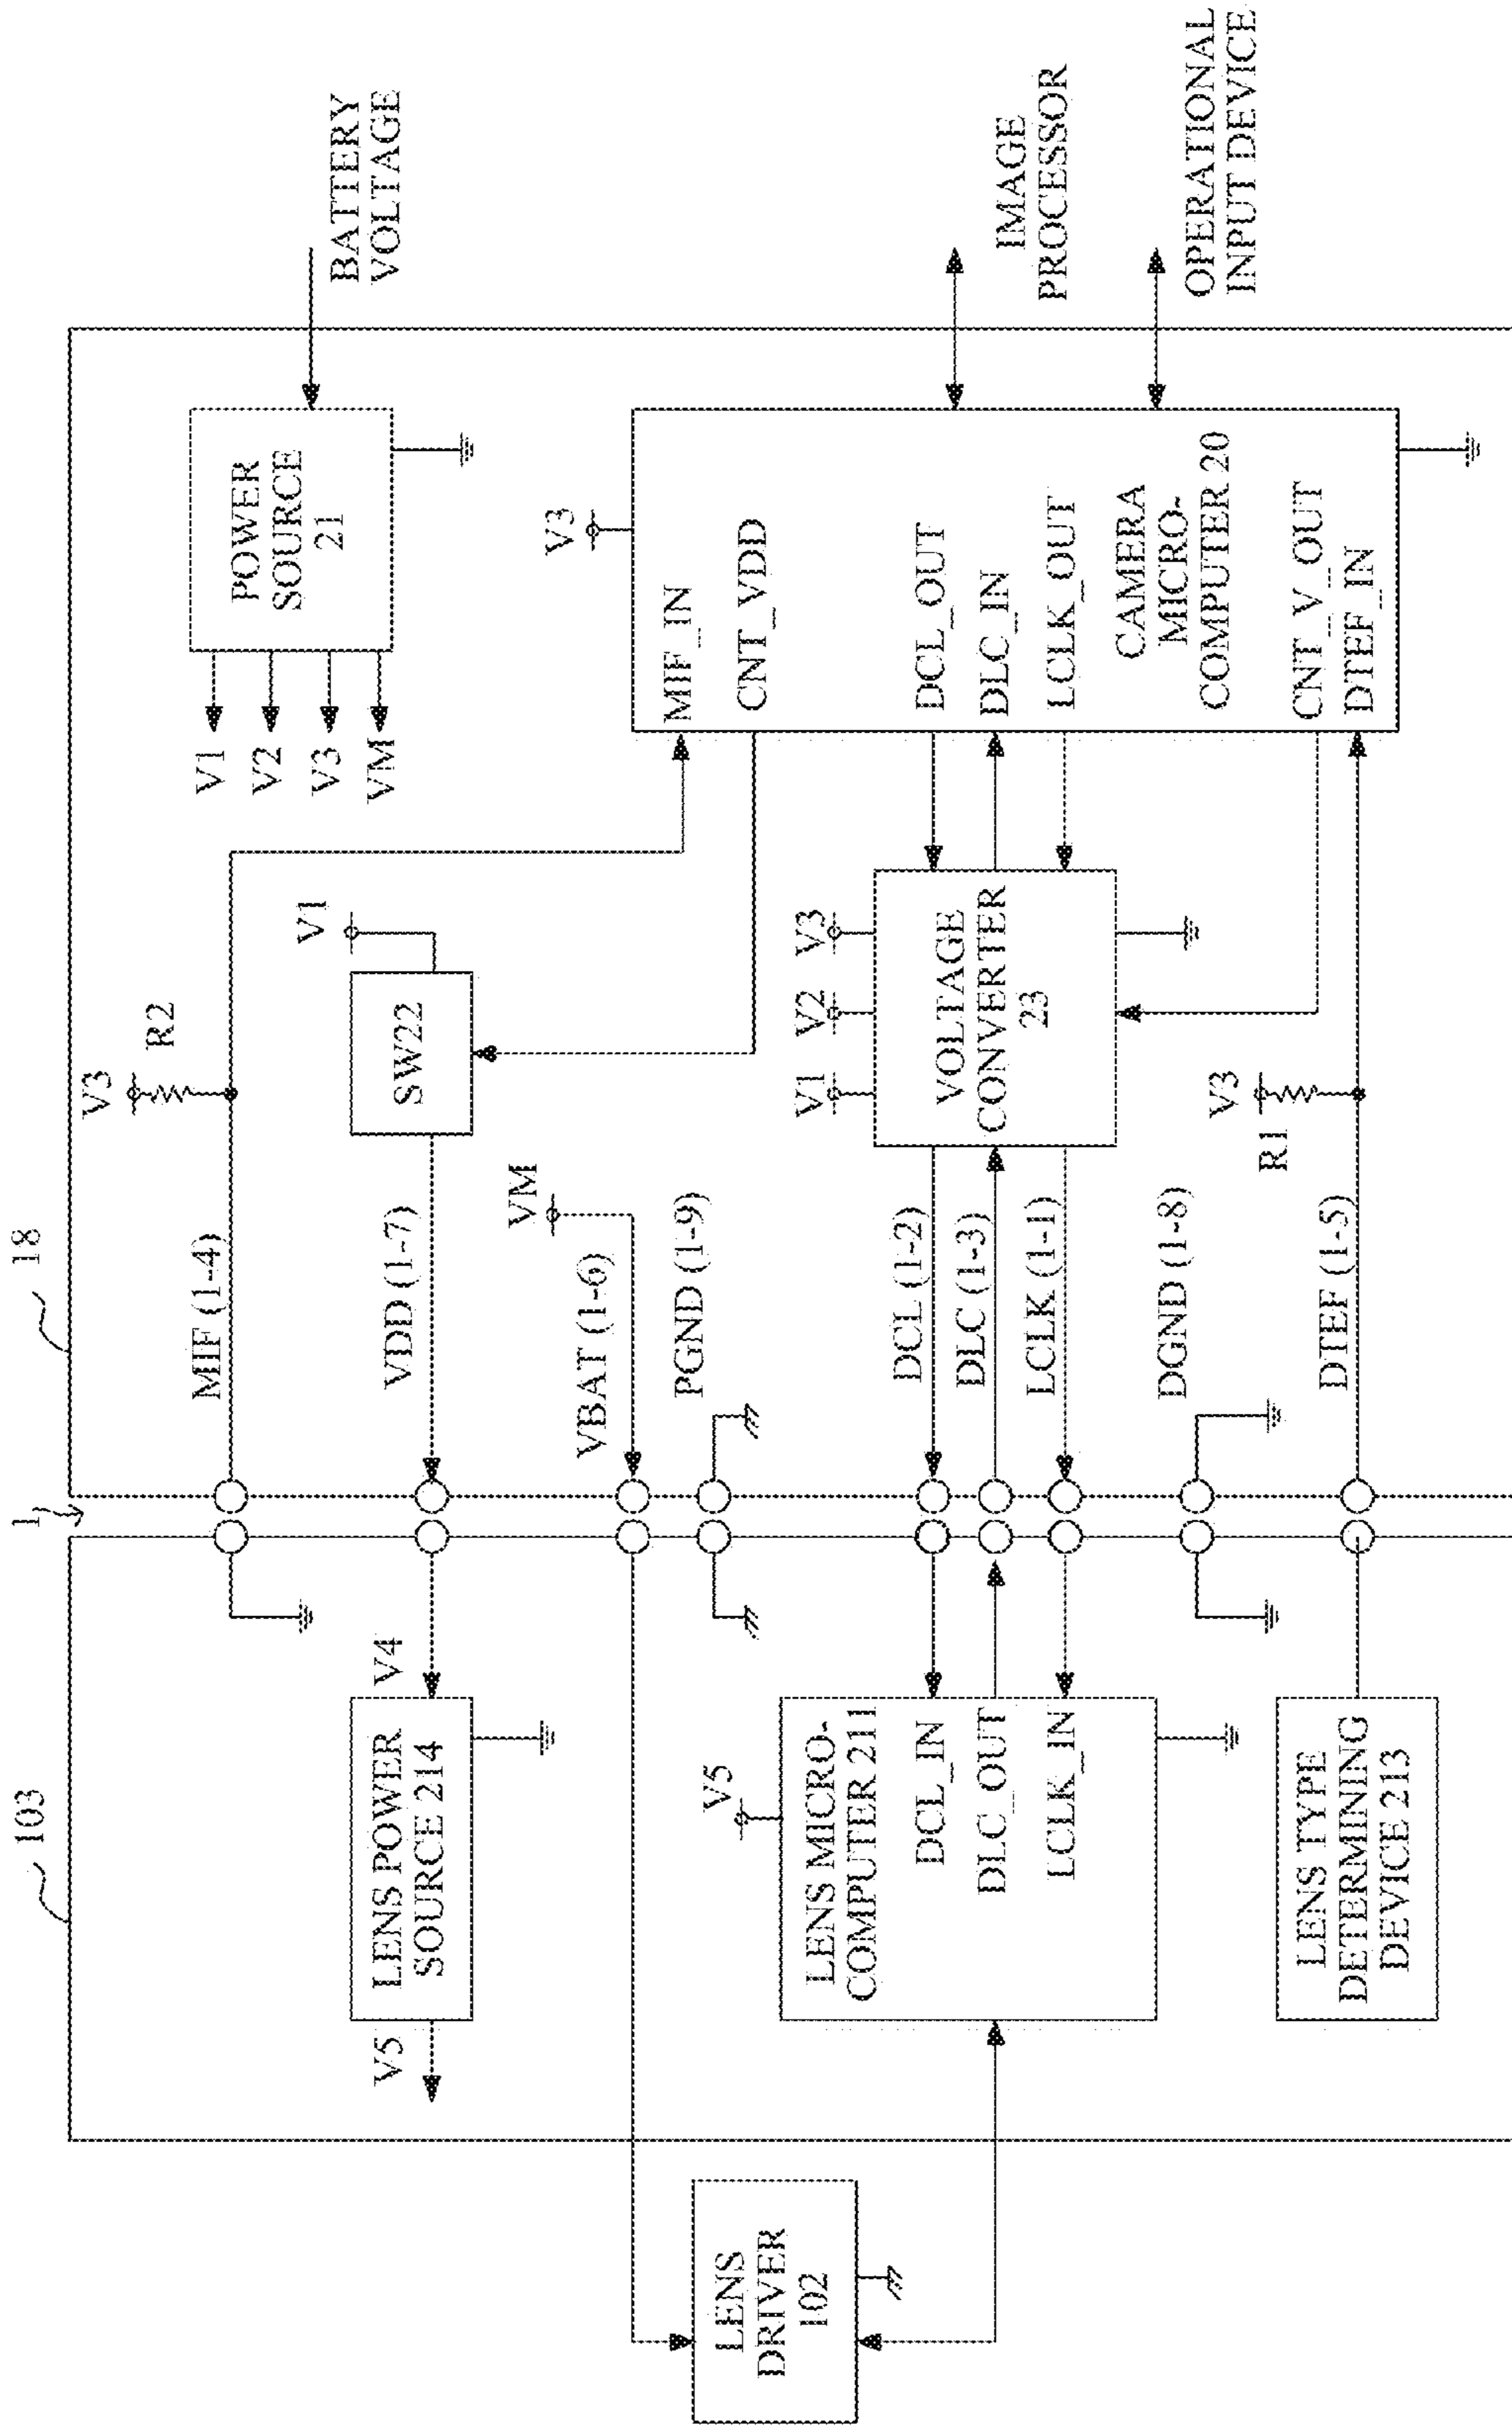 103
1
18
LENS POWER
SOURCE 214
V5
V4
MIF (1-4)
V3
R2
VDD (1-7)
SW22
V1
V1
V2
V3
VM
POWER
SOURCE
21
BATTERY
VOLTAGE
VBAT (1-6)
VM
PGND (1-9)
LENS
DRIVER
102
LENS MICRO-
COMPUTER 211
V5
DCL_IN
DLC_OUT
LCLK_IN
DCL (1-2)
DLC (1-3)
LCLK (1-1)
V1
V2
V3
VOLTAGE
CONVERTER
23
V3
MIF_IN
CNT_VDD
DCL_OUT
DLC_IN
LCLK_OUT
CAMERA
MICRO-
COMPUTER 20
CNT_V_OUT
DTEF_IN
IMAGE
PROCESSOR
OPERATIONAL
INPUT DEVICE
DGND (1-8)
LENS TYPE
DETERMINING
DEVICE 213
DTEF (1-5)
V3
R1